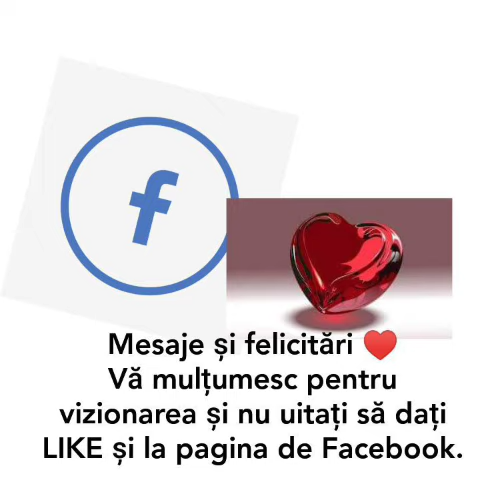 f
Mesaje și felicitări ❤️
Vă mulțumesc pentru
vizionarea și nu uitați să dați
LIKE și la pagina de Facebook.